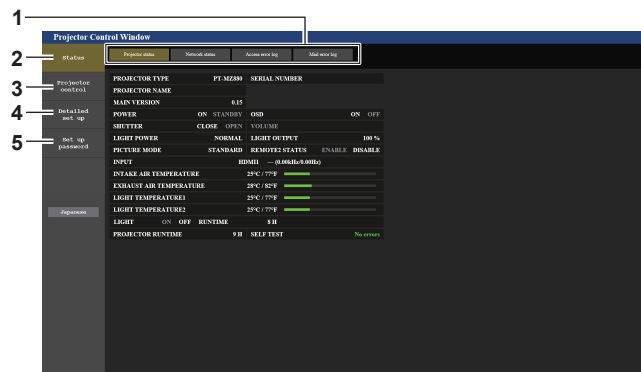 1
Projector Control Window
2
Status
Projector status Network status Access error log Mail error log
3
Projector control
4
Detailed set up
5
Set up password
Japanese
PROJECTOR TYPE PT-MZ880 SERIAL NUMBER
PROJECTOR NAME
MAIN VERSION 0.15
POWER ON STANDBY OSD ON OFF
SHUTTER CLOSE OPEN VOLUME
LIGHT POWER NORMAL LIGHT OUTPUT 100 %
PICTURE MODE STANDARD REMOTE2 STATUS ENABLE DISABLE
INPUT HDMI1 --- (0.00kHz/0.00Hz)
INTAKE AIR TEMPERATURE 25°C / 77°F
EXHAUST AIR TEMPERATURE 28°C / 82°F
LIGHT TEMPERATURE1 25°C / 77°F
LIGHT TEMPERATURE2 25°C / 77°F
LIGHT ON OFF RUNTIME 8 H
PROJECTOR RUNTIME 9 H SELF TEST No errors